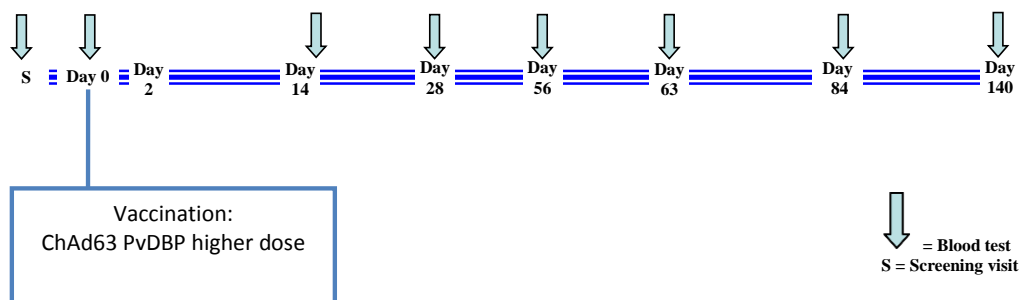 S Day 0 Day 2 Day 14 Day 28 Day 56 Day 63 Day 84 Day 140
Vaccination:
ChAd63 PvDBP higher dose
= Blood test
S = Screening visit